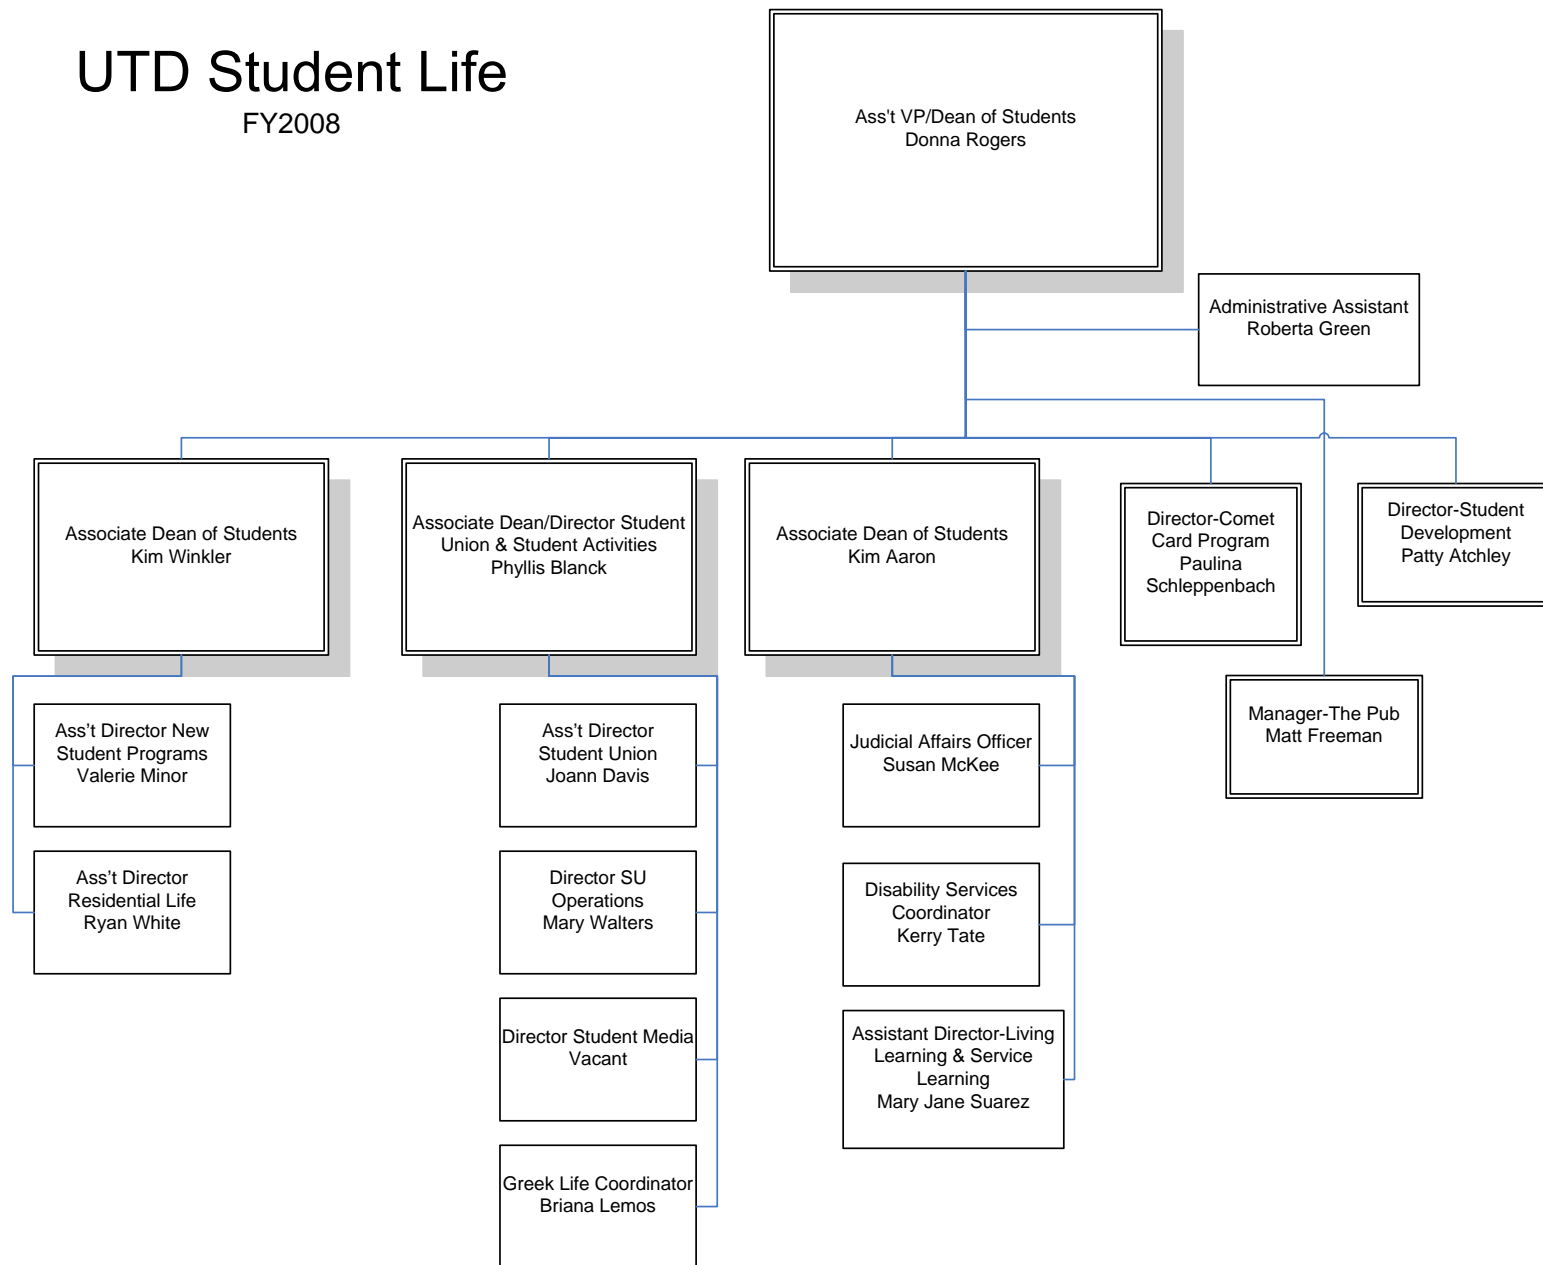 UTD Student Life
FY2008
Ass't VP/Dean of Students
Donna Rogers
Administrative Assistant
Roberta Green
Associate Dean of Students
Kim Winkler
Associate Dean/Director Student
Union & Student Activities
Phyllis Blanck
Associate Dean of Students
Kim Aaron
Director-Comet
Card Program
Paulina
Schleppenbach
Director-Student
Development
Patty Atchley
Manager-The Pub
Matt Freeman
Ass’t Director New
Student Programs
Valerie Minor
Ass’t Director
Residential Life
Ryan White
Ass’t Director
Student Union
Joann Davis
Director SU
Operations
Mary Walters
Director Student Media
Vacant
Greek Life Coordinator
Briana Lemos
Judicial Affairs Officer
Susan McKee
Disability Services
Coordinator
Kerry Tate
Assistant Director-Living
Learning & Service
Learning
Mary Jane Suarez